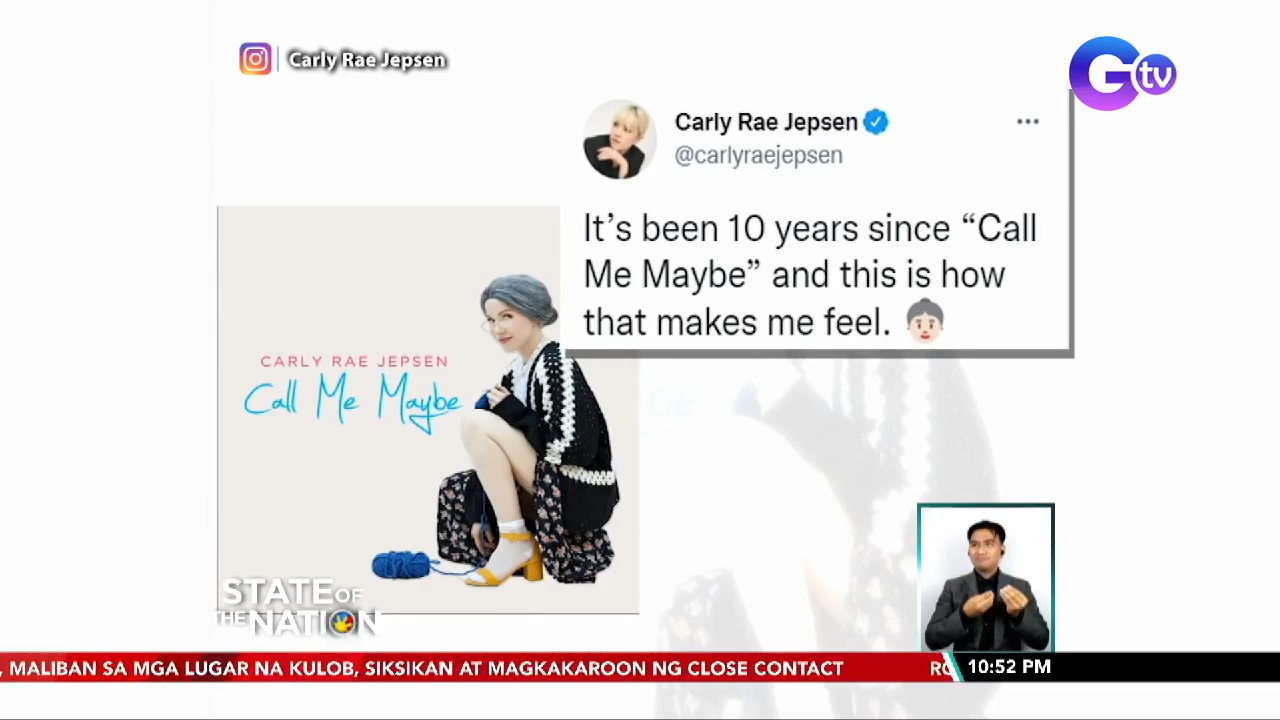 Carly Rae Jepsen
Gtv
Carly Rae Jepsen
@carlyraejepsen
It's been 10 years since “Call
Me Maybe” and this is how
that makes me feel.
CARLY RAE JEPSEN
Call Me Maybe
STATE OF
THE NATION
, MALIBAN SA MGA LUGAR NA KULOB, SIKSIKAN AT MAGKAKAROON NG CLOSE CONTACT
10:52 PM